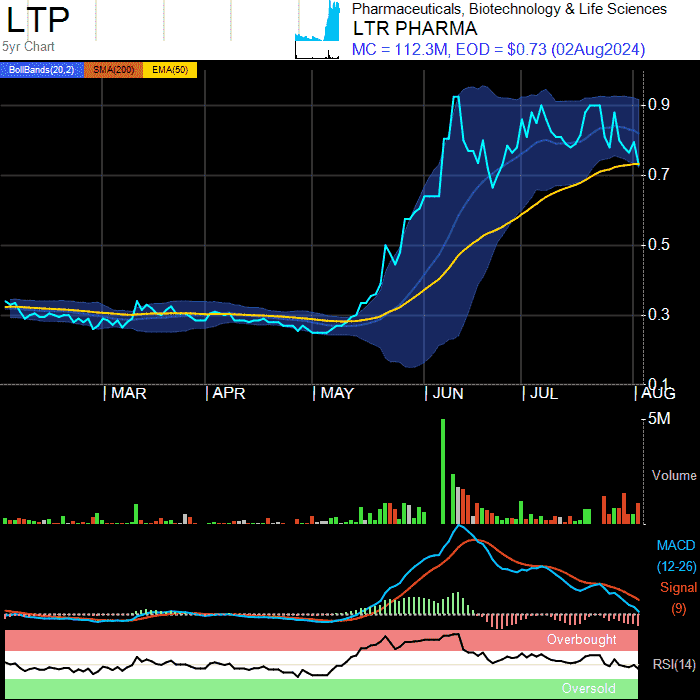 LTP
5yr Chart
Pharmaceuticals, Biotechnology & Life Sciences
LTR PHARMA
MC = 112.3M, EOD = $0.73 (02Aug2024)
BollBands(20,2) SMA(200) EMA(50)
0.9
0.7
0.5
0.3
0.1
MAR APR MAY JUN JUL AUG
5M
Volume
MACD
(12-26)
Signal
(9)
Overbought
RSI(14)
Oversold